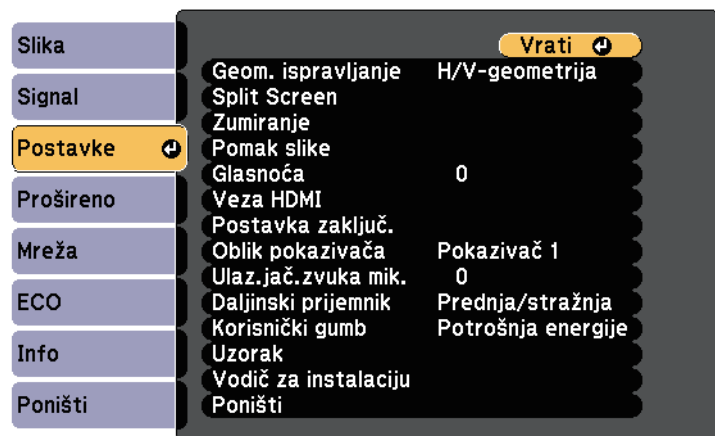 Slika
Signal
Postavke
Prošireno
Mreža
ECO
Info
Poništi
Vrati
Geom. ispravljanje H/V-geometrija
Split Screen
Zumiranje
Pomak slike
Glasnoća 0
Veza HDMI
Postavka zaključ.
Oblik pokazivača Pokazivač 1
Ulaz.jač.zvuka mik. 0
Daljinski prijemnik Prednja/stražnja
Korisnički gumb Potrošnja energije
Uzorak
Vodič za instalaciju
Poništi